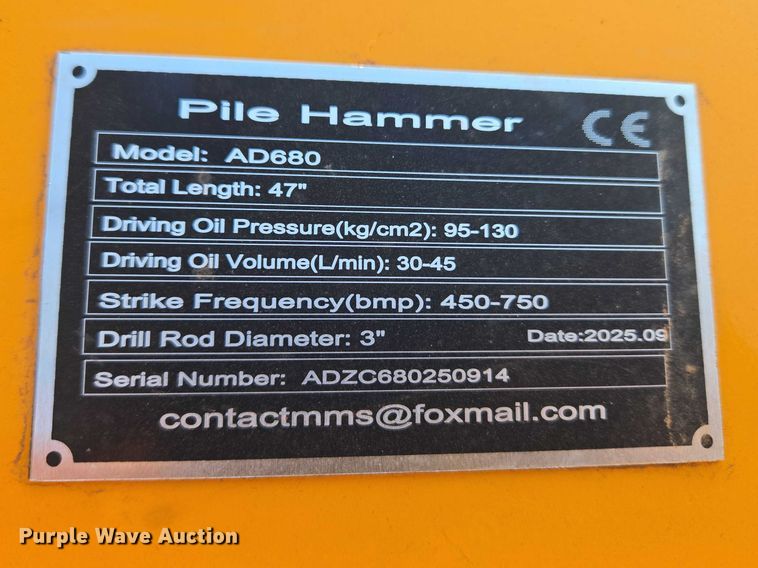 Pile Hammer CE
Model: AD680
Total Length: 47"
Driving Oil Pressure(kg/cm2): 95-130
Driving Oil Volume(L/min): 30-45
Strike Frequency(bmp): 450-750
Drill Rod Diameter: 3" Date:2025.09
Serial Number: ADZC680250914
contactmms@foxmail.com
Purple Wave Auction